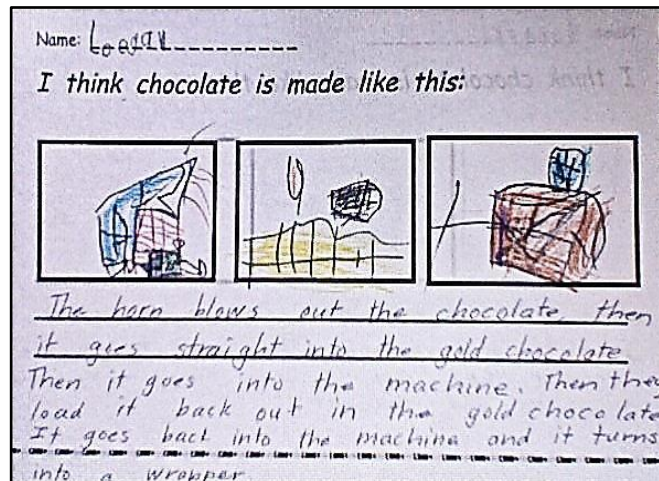 Name: Logan
I think chocolate is made like this:
The horn blows out the chocolate, then
it goes straight into the gold chocolate
Then it goes into the machine. Then they
load it back out in the gold chocolate
It goes back into the machine and it turns
into a wrapper